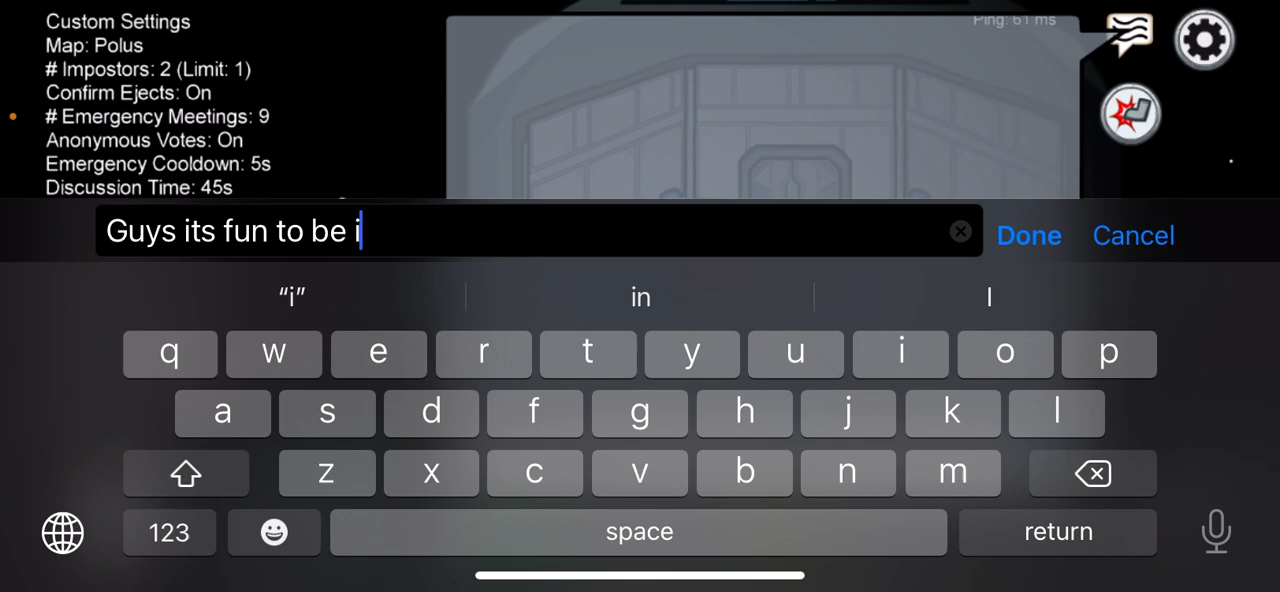 Custom Settings
Map: Polus
# Impostors: 2 (Limit: 1)
Confirm Ejects: On
# Emergency Meetings: 9
Anonymous Votes: On
Emergency Cooldown: 5s
Discussion Time: 45s
Ping: 61 ms
Guys its fun to be i
Done Cancel
“i” in I
q w e r t y u i o p
a s d f g h j k l
z x c v b n m
123 space return